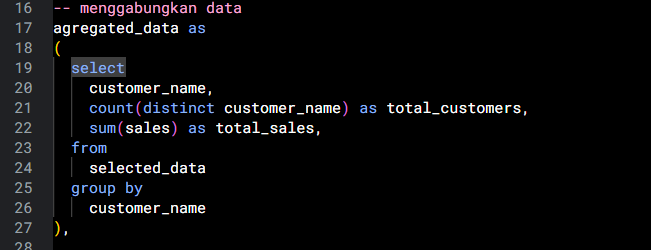 16 -- menggabungkan data
17 agregated_data as
18 (
19 select
20 customer_name,
21 count(distinct customer_name) as total_customers,
22 sum(sales) as total_sales,
23 from
24 selected_data
25 group by
26 customer_name
27 ),
28